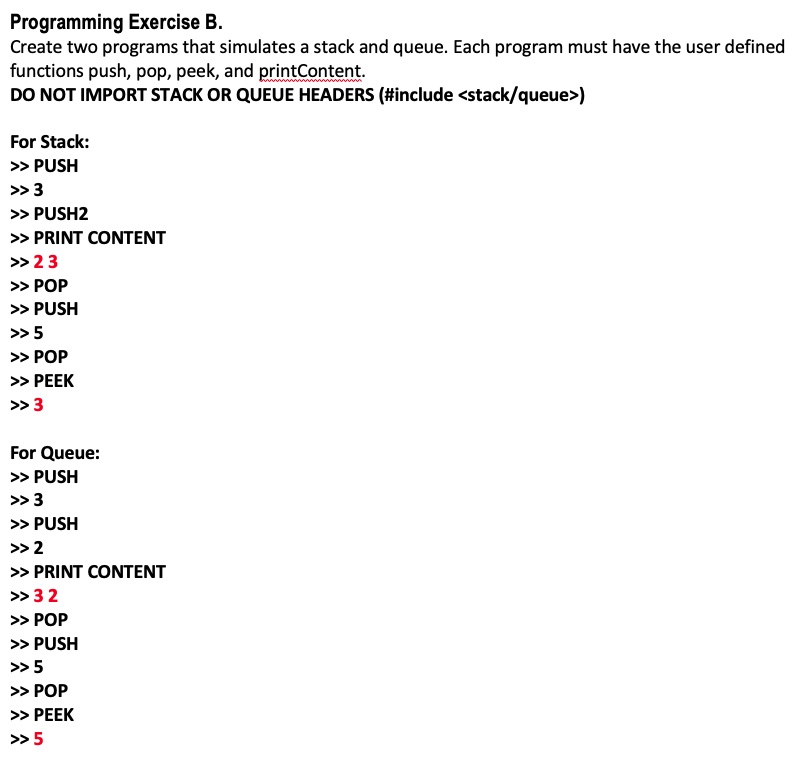 Programming Exercise B.
Create two programs that simulates a stack and queue. Each program must have the user defined
functions push, pop, peek, and printContent.
DO NOT IMPORT STACK OR QUEUE HEADERS (#include <stack/queue>)
For Stack:
>> PUSH
>> 3
>> PUSH2
>> PRINT CONTENT
>> 2 3
>> POP
>> PUSH
>> 5
>> POP
>> PEEK
>> 3
For Queue:
>> PUSH
>> 3
>> PUSH
>> 2
>> PRINT CONTENT
>> 3 2
>> POP
>> PUSH
>> 5
>> POP
>> PEEK
>> 5